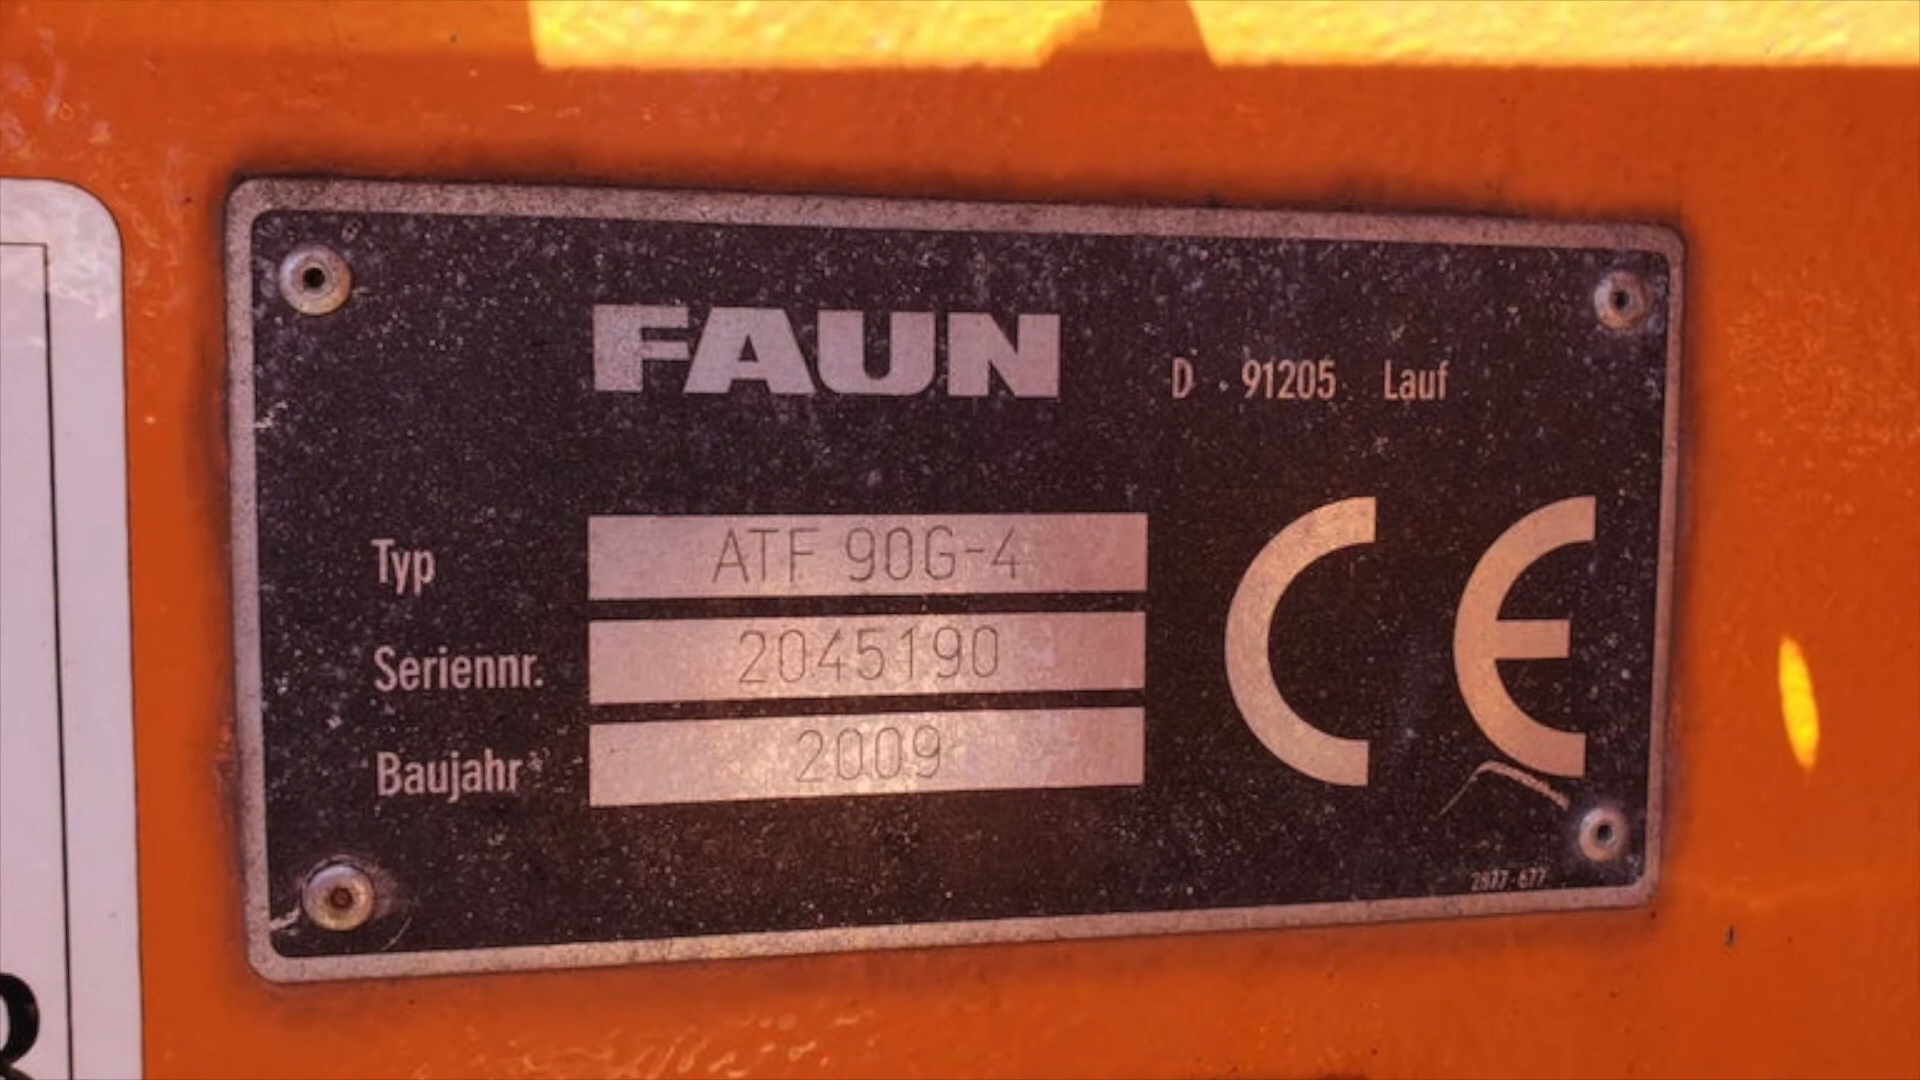 FAUN
D 91205 Lauf
Typ ATF 90G-4
Seriennr. 2045190
Baujahr 2009
CE
2877-677